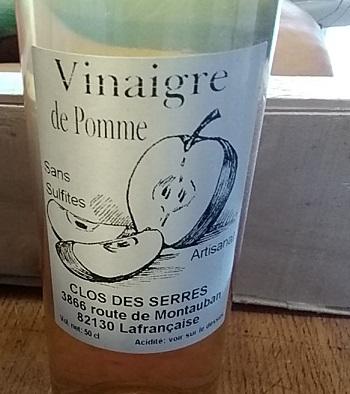 Vinaigre
de Pomme
Sans
Sulfites
Artisanal
CLOS DES SERRES
3866 route de Montauban
82130 Lafrançaise
Vol. net: 50 cl
Acidité: voir sur le dessus